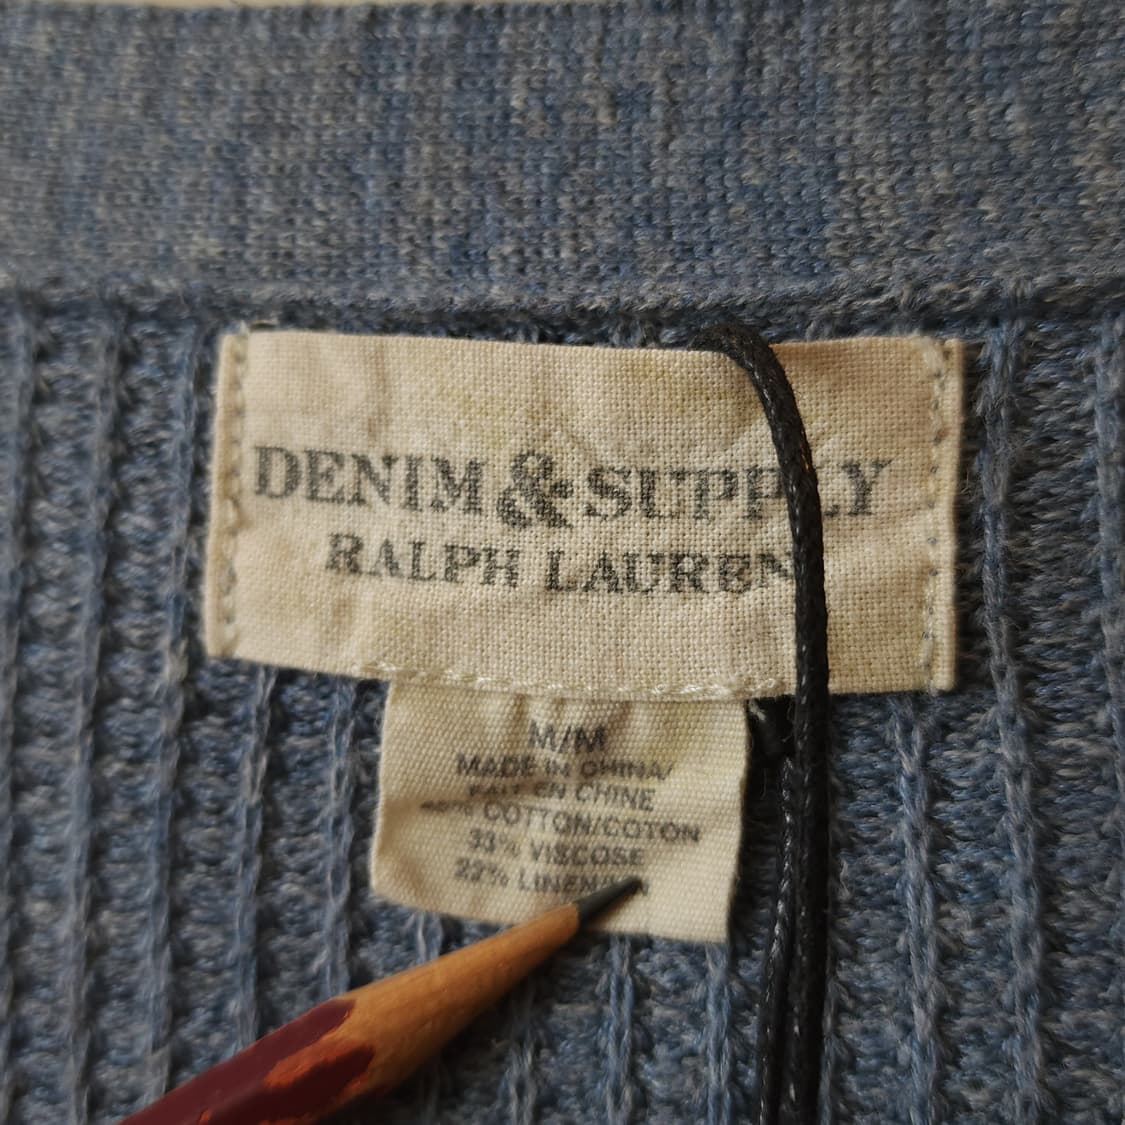 DENIM & SUPPLY
RALPH LAUREN
M/M
MADE IN CHINA/
FAIT EN CHINE
COTTON/COTON
33% VISCOSE
22% LINEN/